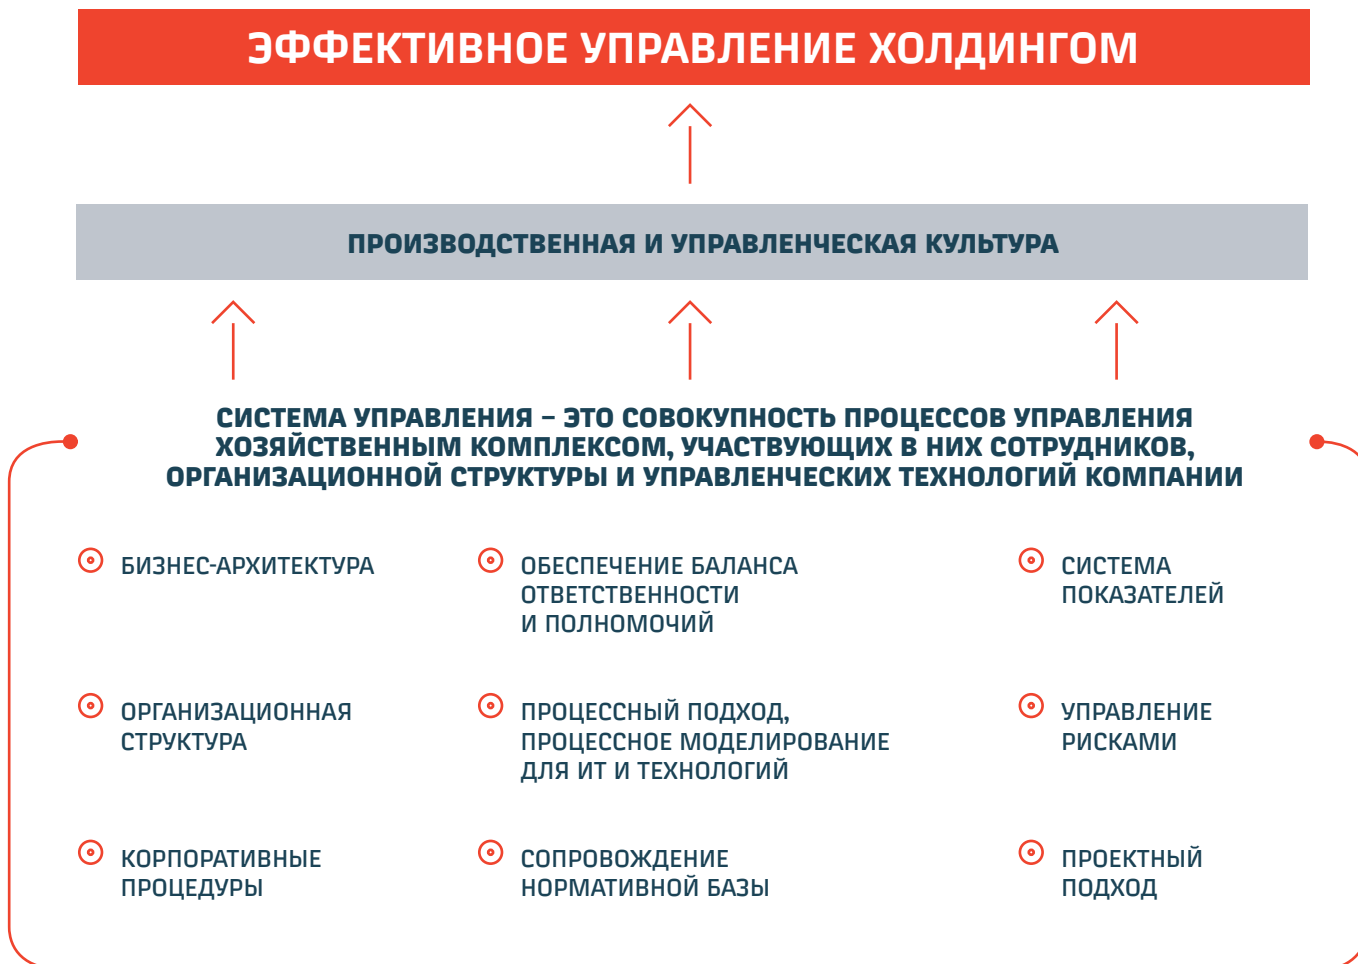 ЭФФЕКТИВНОЕ УПРАВЛЕНИЕ ХОЛДИНГОМ
ПРОИЗВОДСТВЕННАЯ И УПРАВЛЕНЧЕСКАЯ КУЛЬТУРА
СИСТЕМА УПРАВЛЕНИЯ – ЭТО СОВОКУПНОСТЬ ПРОЦЕССОВ УПРАВЛЕНИЯ
ХОЗЯЙСТВЕННЫМ КОМПЛЕКСОМ, УЧАСТВУЮЩИХ В НИХ СОТРУДНИКОВ,
ОРГАНИЗАЦИОННОЙ СТРУКТУРЫ И УПРАВЛЕНЧЕСКИХ ТЕХНОЛОГИЙ КОМПАНИИ
БИЗНЕС-АРХИТЕКТУРА
ОБЕСПЕЧЕНИЕ БАЛАНСА
ОТВЕТСТВЕННОСТИ
И ПОЛНОМОЧИЙ
СИСТЕМА
ПОКАЗАТЕЛЕЙ
ОРГАНИЗАЦИОННАЯ
СТРУКТУРА
ПРОЦЕССНЫЙ ПОДХОД,
ПРОЦЕССНОЕ МОДЕЛИРОВАНИЕ
ДЛЯ ИТ И ТЕХНОЛОГИЙ
УПРАВЛЕНИЕ
РИСКАМИ
КОРПОРАТИВНЫЕ
ПРОЦЕДУРЫ
СОПРОВОЖДЕНИЕ
НОРМАТИВНОЙ БАЗЫ
ПРОЕКТНЫЙ
ПОДХОД